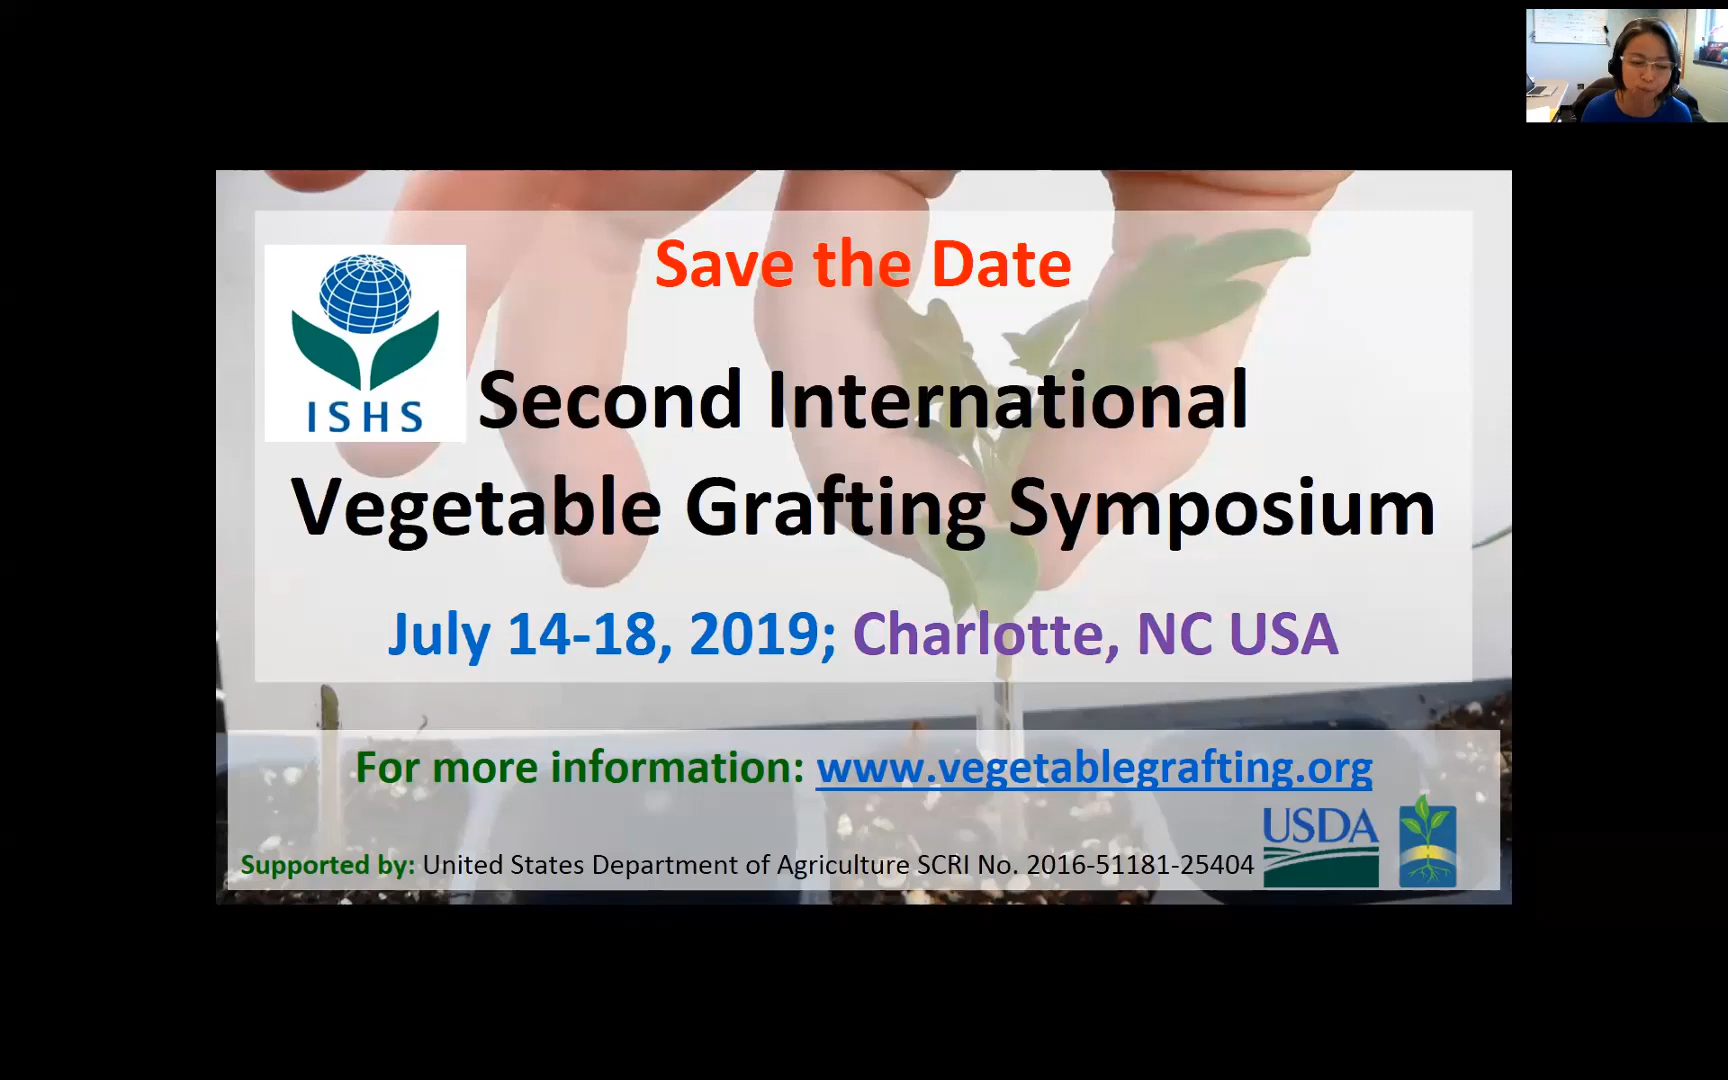 Save the Date
ISHS
Second International
Vegetable Grafting Symposium
July 14-18, 2019; Charlotte, NC USA
For more information: www.vegetablegrafting.org
USDA
Supported by: United States Department of Agriculture SCRI No. 2016-51181-25404